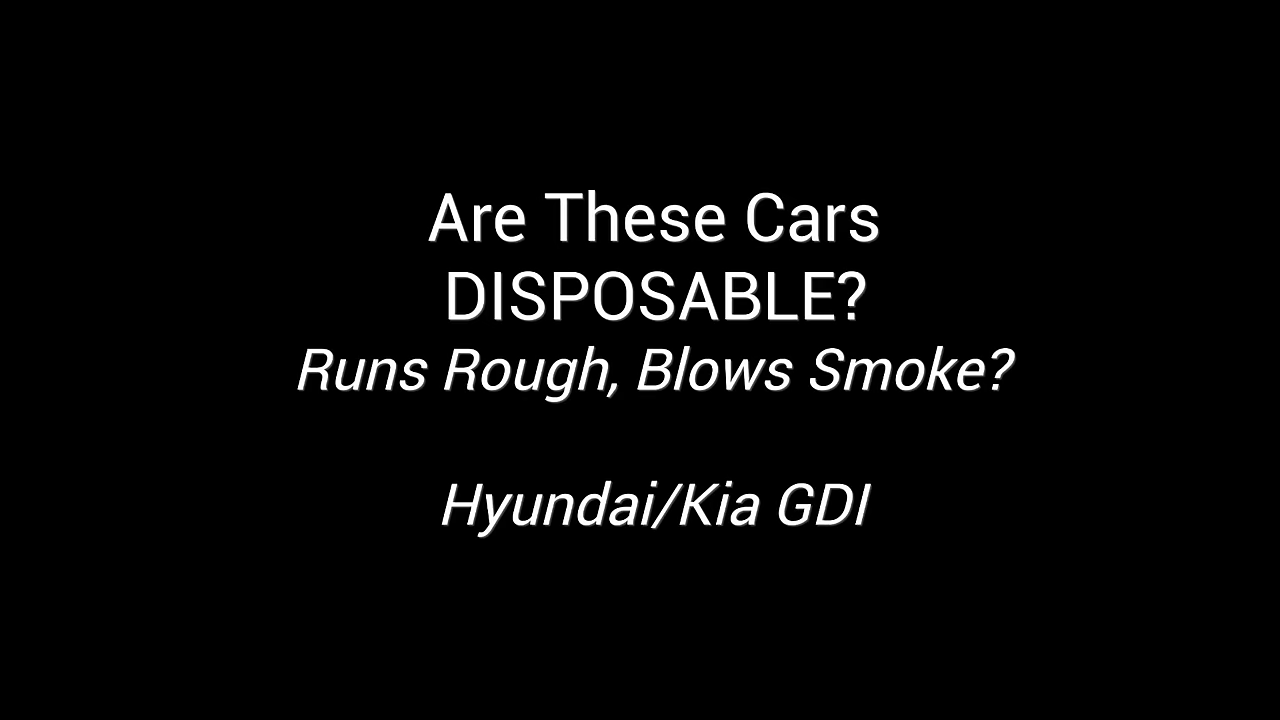 Are These Cars
DISPOSABLE?
Runs Rough, Blows Smoke?
Hyundai/Kia GDI